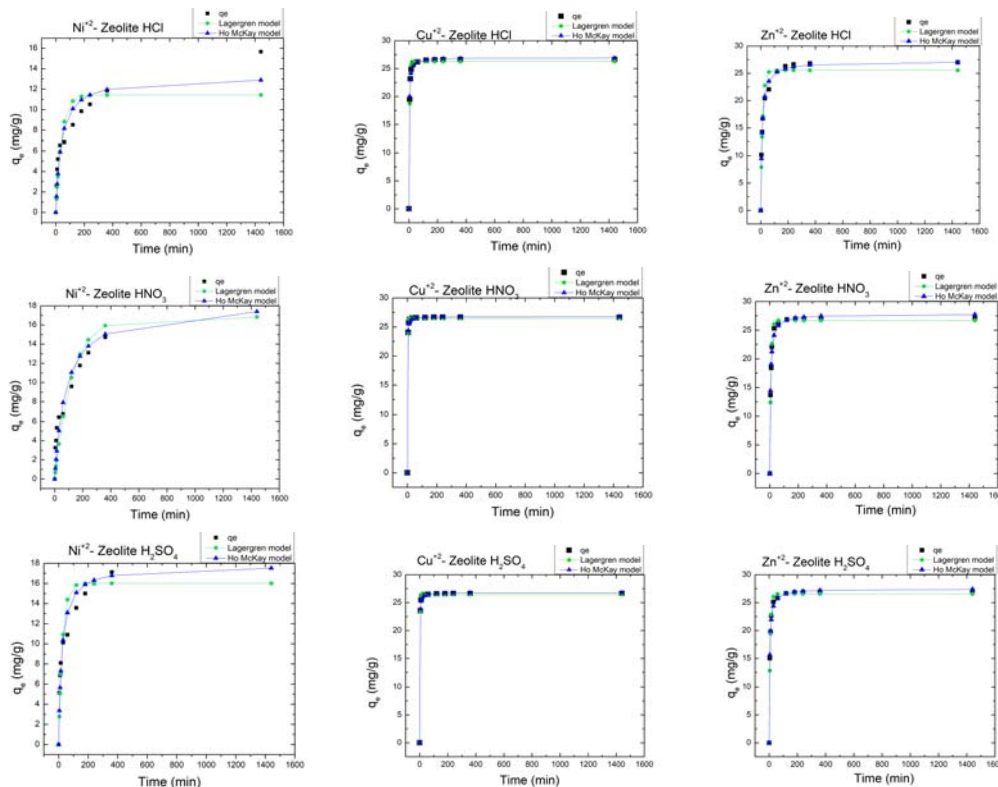 qe
Lagergren model
Ho McKay model
Ni⁺²- Zeolite HCl
16
14
12
10
8
6
4
2
0
qₑ (mg/g)
0 200 400 600 800 1000 1200 1400 1600
Time (min)
qe
Lagergren model
Ho McKay model
Cu⁺²- Zeolite HCl
30
25
20
15
10
5
0
qₑ (mg/g)
0 200 400 600 800 1000 1200 1400 1600
Time (min)
qe
Lagergren model
Ho McKay model
Zn⁺²- Zeolite HCl
30
25
20
15
10
5
0
qₑ (mg/g)
0 200 400 600 800 1000 1200 1400 1600
Time (min)
qe
Lagergren model
Ho McKay model
Ni⁺²- Zeolite HNO₃
18
16
14
12
10
8
6
4
2
0
qₑ (mg/g)
0 200 400 600 800 1000 1200 1400 1600
Time (min)
qe
Lagergren model
Ho McKay model
Cu⁺²- Zeolite HNO₃
30
25
20
15
10
5
0
qₑ (mg/g)
0 200 400 600 800 1000 1200 1400 1600
Time (min)
qe
Lagergren model
Ho McKay model
Zn⁺²- Zeolite HNO₃
30
25
20
15
10
5
0
qₑ (mg/g)
0 200 400 600 800 1000 1200 1400 1600
Time (min)
qe
Lagergren model
Ho McKay model
Ni⁺²- Zeolite H₂SO₄
18
16
14
12
10
8
6
4
2
0
qₑ (mg/g)
0 200 400 600 800 1000 1200 1400 1600
Time (min)
qe
Lagergren model
Ho McKay model
Cu⁺²- Zeolite H₂SO₄
30
25
20
15
10
5
0
qₑ (mg/g)
0 200 400 600 800 1000 1200 1400 1600
Time (min)
qe
Lagergren model
Ho McKay model
Zn⁺²- Zeolite H₂SO₄
30
25
20
15
10
5
0
qₑ (mg/g)
0 200 400 600 800 1000 1200 1400 1600
Time (min)